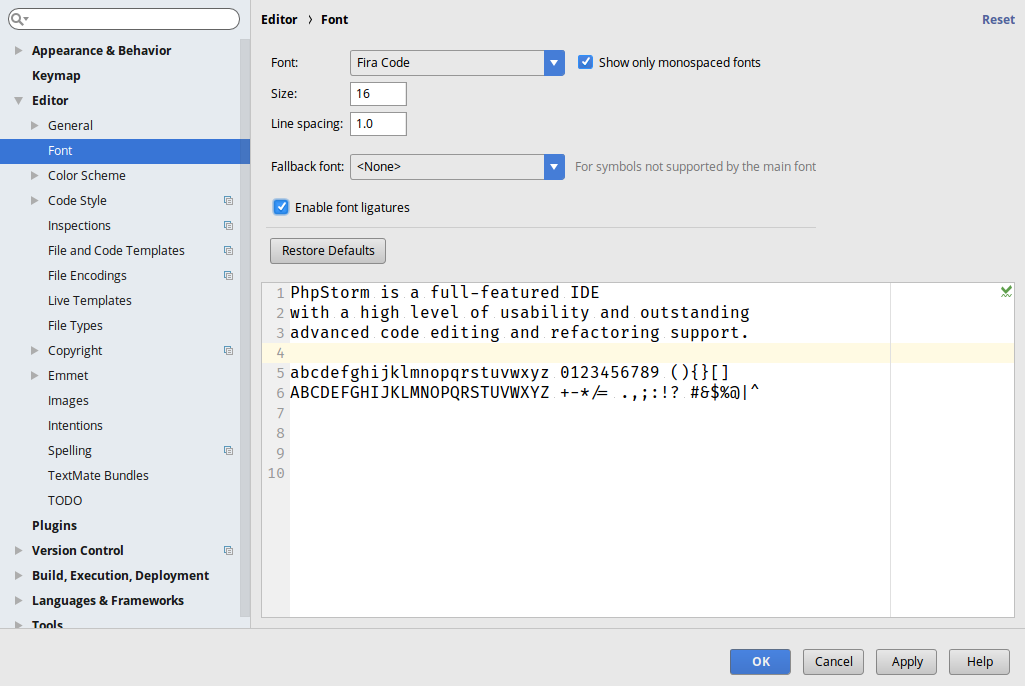 Appearance & Behavior
Keymap
Editor
General
Font
Color Scheme
Code Style
Inspections
File and Code Templates
File Encodings
Live Templates
File Types
Copyright
Emmet
Images
Intentions
Spelling
TextMate Bundles
TODO
Plugins
Version Control
Build, Execution, Deployment
Languages & Frameworks
Tools
Editor › Font
Reset
Font: Fira Code Show only monospaced fonts
Size: 16
Line spacing: 1.0
Fallback font: <None> For symbols not supported by the main font
Enable font ligatures
Restore Defaults
1 PhpStorm is a full-featured IDE
2 with a high level of usability and outstanding
3 advanced code editing and refactoring support.
4
5 abcdefghijklmnopqrstuvwxyz 0123456789 (){}[]
6 ABCDEFGHIJKLMNOPQRSTUVWXYZ +-*/= .,;:!? #&$%@|^
7
8
9
10
OK Cancel Apply Help